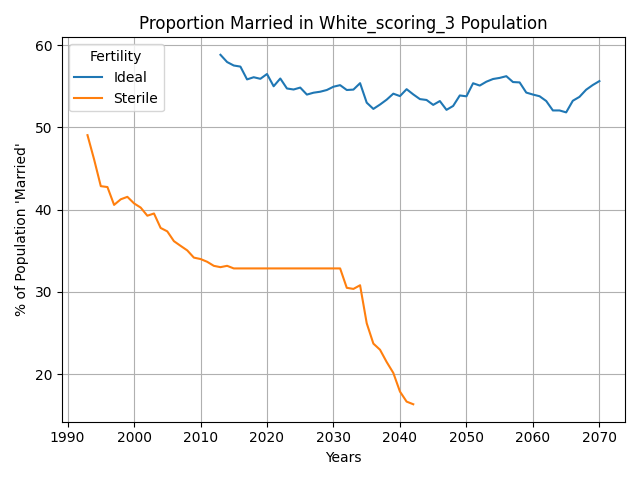 Proportion Married in White_scoring_3 Population
Fertility
Ideal
Sterile
% of Population 'Married'
60
50
40
30
20
1990 2000 2010 2020 2030 2040 2050 2060 2070
Years